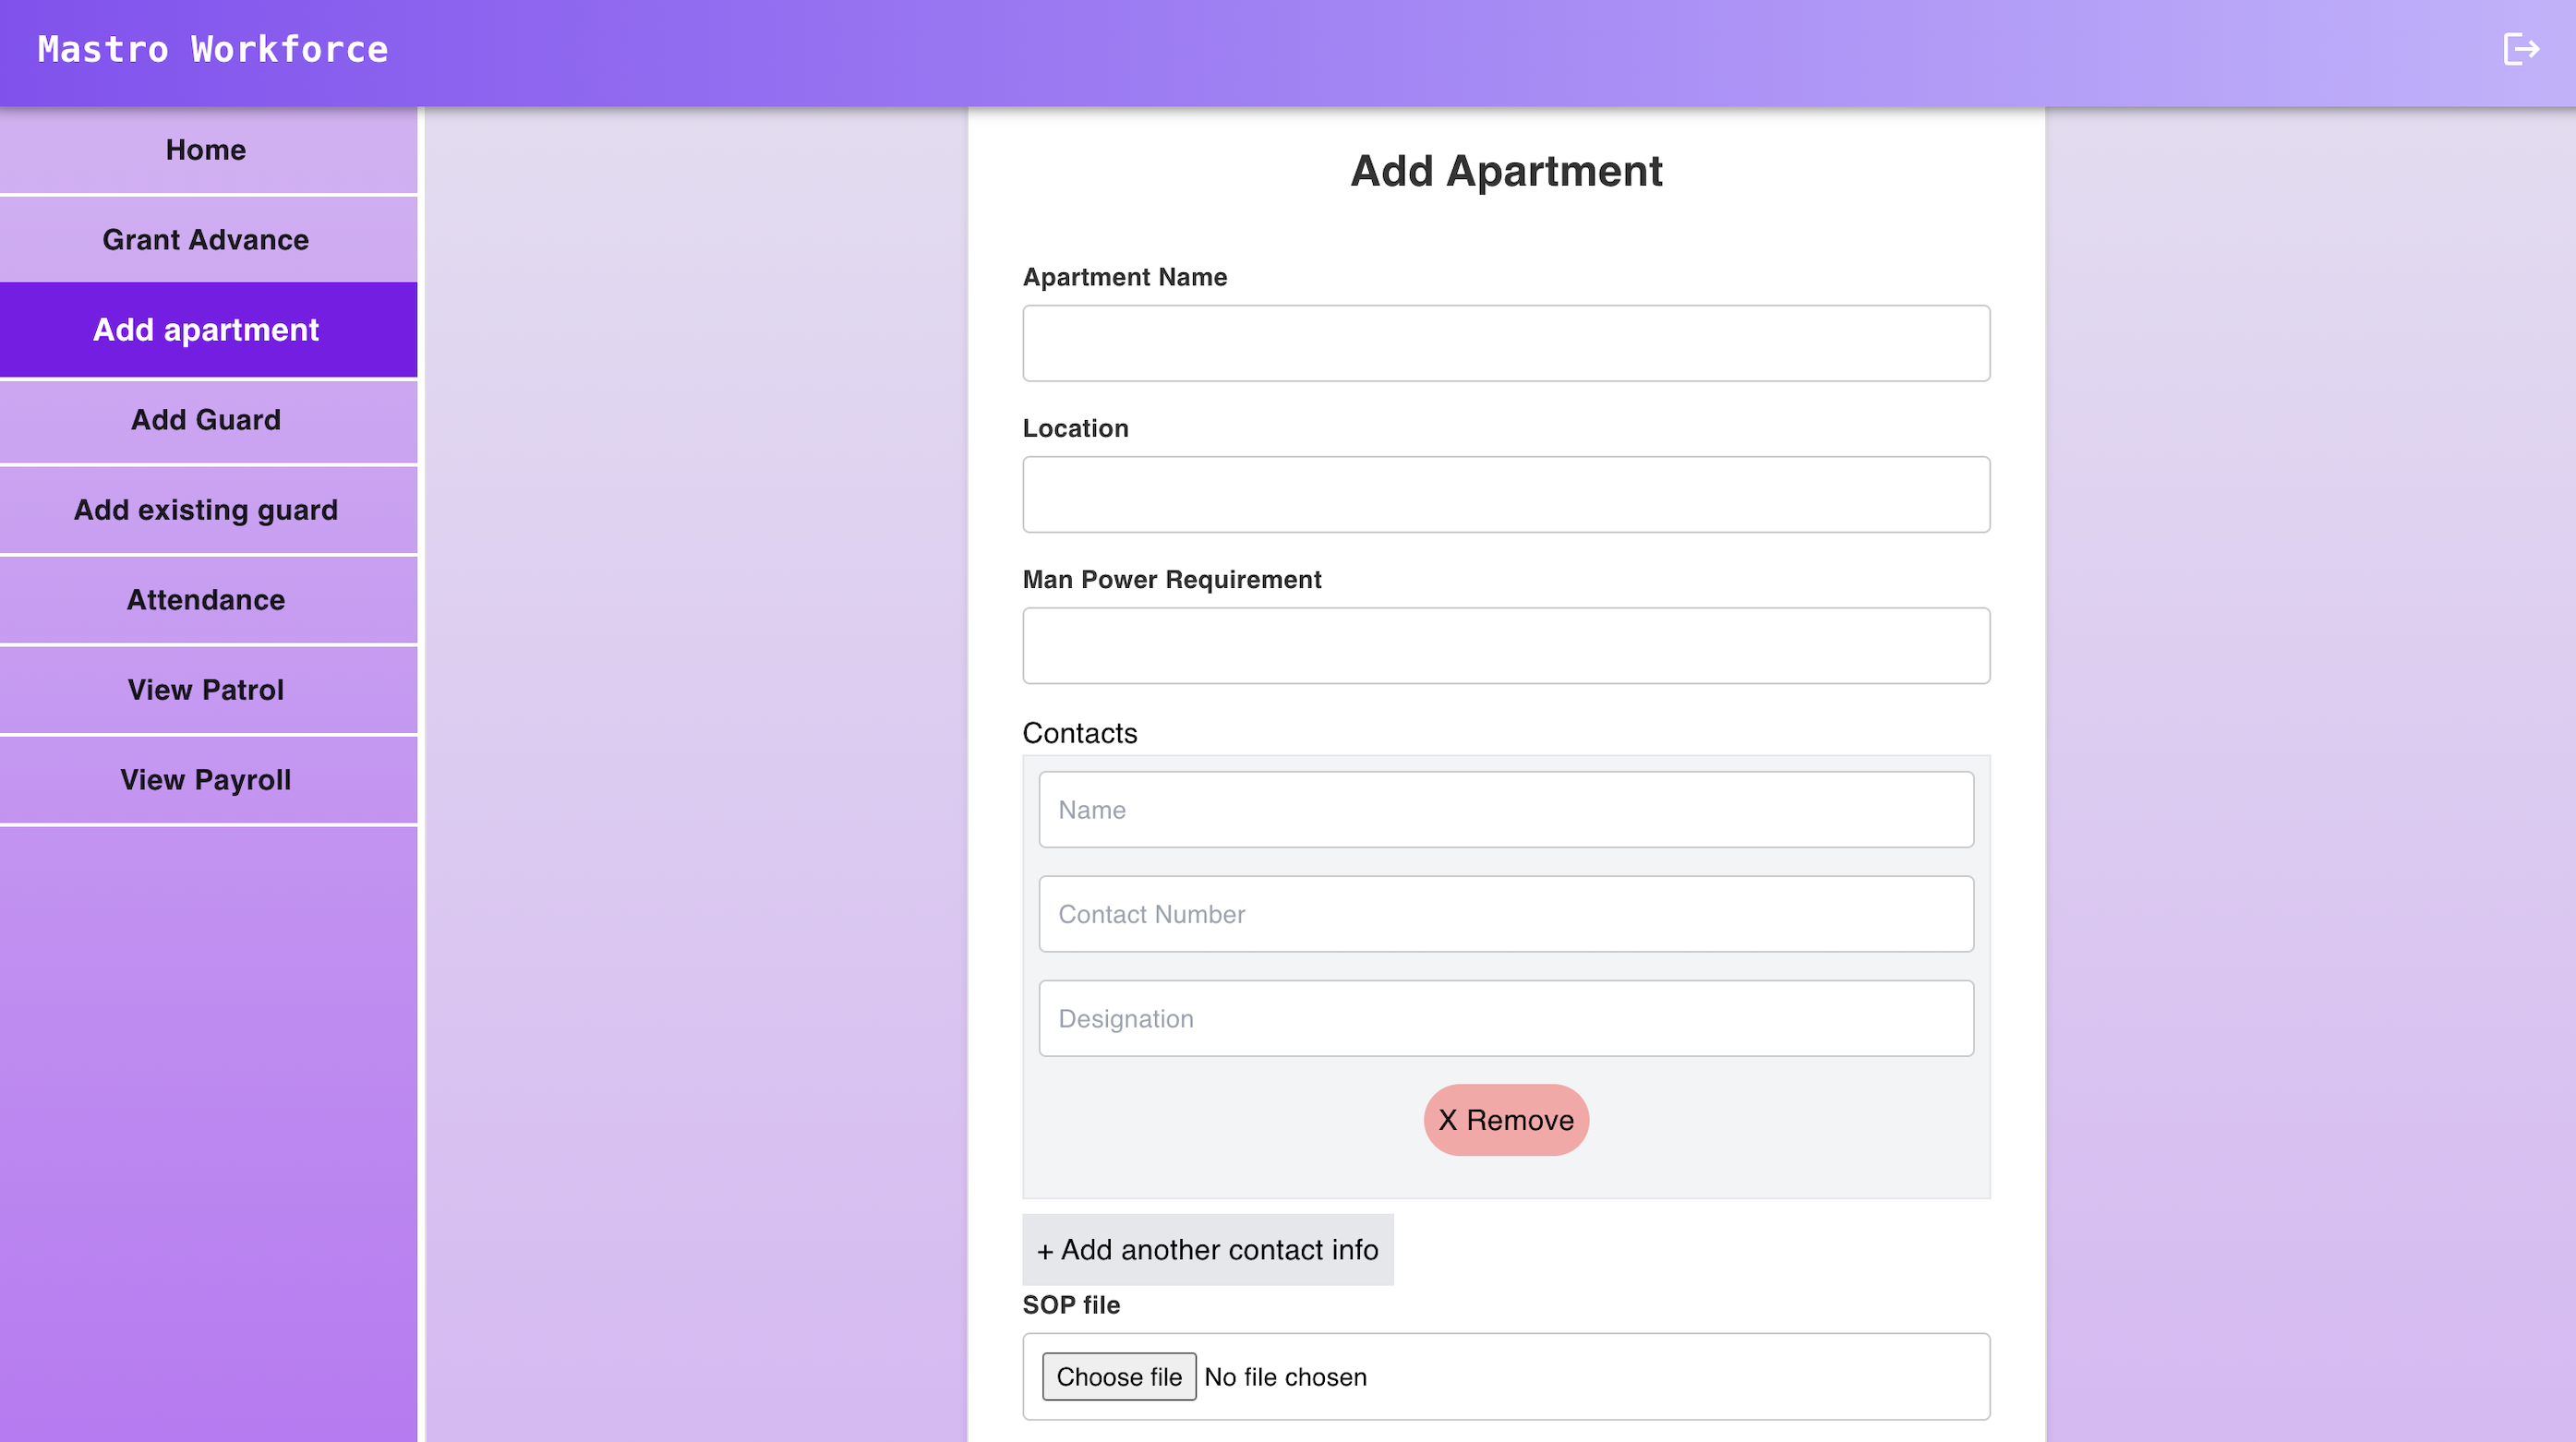 Mastro Workforce
Home
Grant Advance
Add apartment
Add Guard
Add existing guard
Attendance
View Patrol
View Payroll
Add Apartment
Apartment Name
Location
Man Power Requirement
Contacts
Name
Contact Number
Designation
X Remove
+ Add another contact info
SOP file
Choose file No file chosen